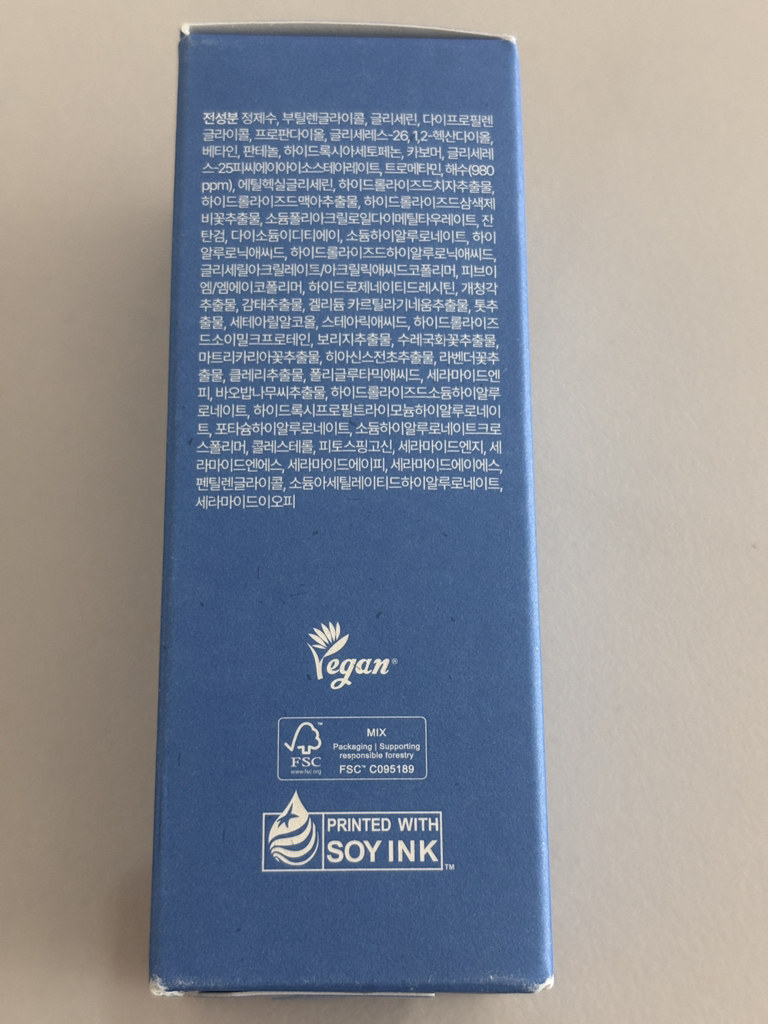 전성분 정제수, 부틸렌글라이콜, 글리세린, 다이프로필렌
글라이콜, 프로판다이올, 글리세레스-26, 1,2-헥산다이올,
베타인, 판테놀, 하이드록시아세토페논, 카보머, 글리세레
스-25피씨에이아이소스테아레이트, 트로메타민, 해수(980
ppm), 에틸헥실글리세린, 하이드롤라이즈드치자추출물,
하이드롤라이즈드맥아추출물, 하이드롤라이즈드삼색제
비꽃추출물, 소듐폴리아크릴로일다이메틸타우레이트, 잔
탄검, 다이소듐이디티에이, 소듐하이알루로네이트, 하이
알루로닉애씨드, 하이드롤라이즈드하이알루로닉애씨드,
글리세릴아크릴레이트/아크릴릭애씨드코폴리머, 피브이
엠/엠에이코폴리머, 하이드로제네이티드레시틴, 개청각
추출물, 감태추출물, 겔리듐 카르틸라기네움추출물, 톳추
출물, 세테아릴알코올, 스테아릭애씨드, 하이드롤라이즈
드소이밀크프로테인, 보리지추출물, 수레국화꽃추출물,
마트리카리아꽃추출물, 히아신스전초추출물, 라벤더꽃추
출물, 클레리추출물, 폴리글루타믹애씨드, 세라마이드엔
피, 바오밥나무씨추출물, 하이드롤라이즈드소듐하이알루
로네이트, 하이드록시프로필트라이모늄하이알루로네이
트, 포타슘하이알루로네이트, 소듐하이알루로네이트크로
스폴리머, 콜레스테롤, 피토스핑고신, 세라마이드엔지, 세
라마이드엔에스, 세라마이드에이피, 세라마이드에이에스,
펜틸렌글라이콜, 소듐아세틸레이티드하이알루로네이트,
세라마이드이오피
Vegan®
FSC™
www.fsc.org
MIX
Packaging | Supporting
responsible forestry
FSC™ C095189
PRINTED WITH
SOY INK™